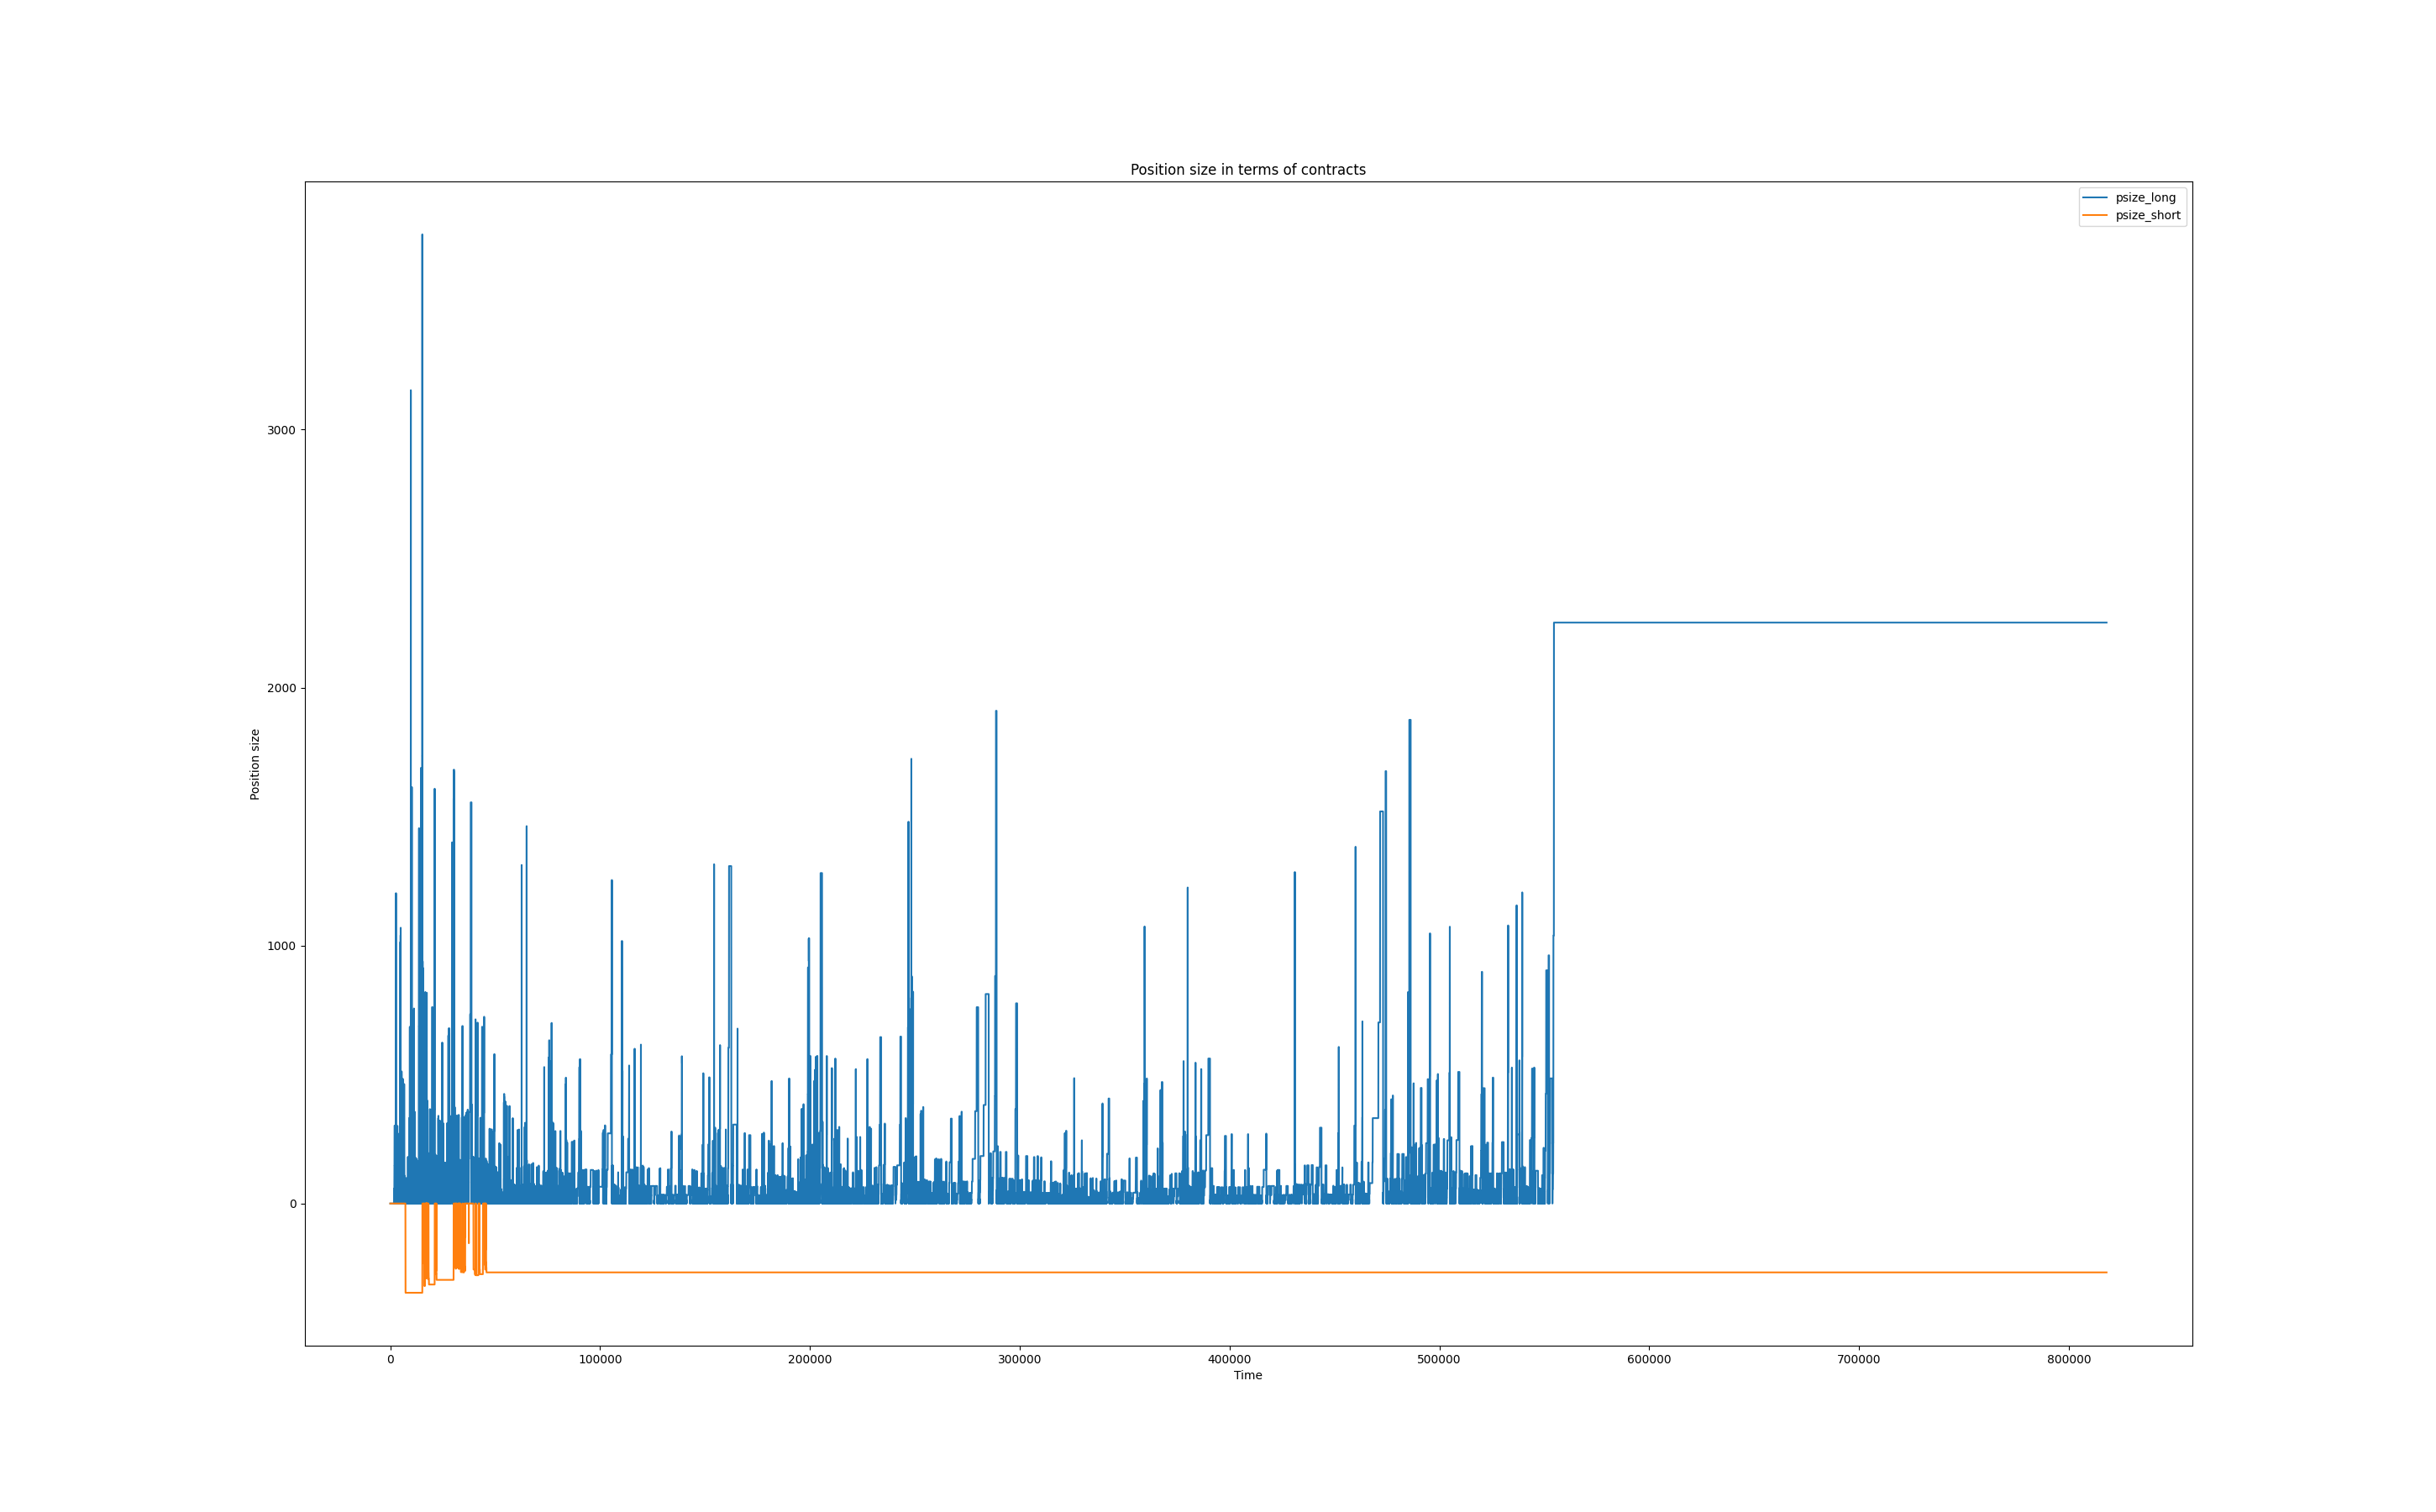 Position size in terms of contracts
psize_long
psize_short
Position size
3000
2000
1000
0
0 100000 200000 300000 400000 500000 600000 700000 800000
Time